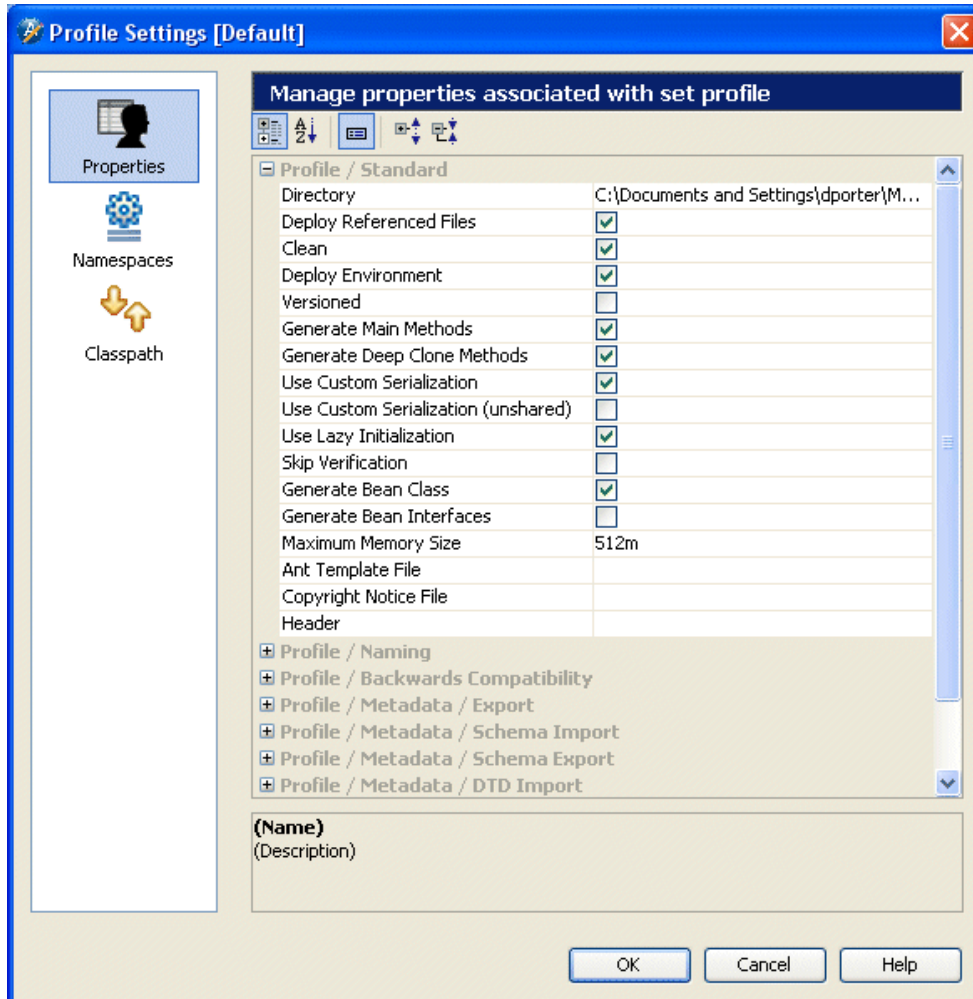 Profile Settings [Default]
Manage properties associated with set profile
Properties
Namespaces
Classpath
Profile / Standard
Directory C:\Documents and Settings\dporter\M...
Deploy Referenced Files
Clean
Deploy Environment
Versioned
Generate Main Methods
Generate Deep Clone Methods
Use Custom Serialization
Use Custom Serialization (unshared)
Use Lazy Initialization
Skip Verification
Generate Bean Class
Generate Bean Interfaces
Maximum Memory Size 512m
Ant Template File
Copyright Notice File
Header
Profile / Naming
Profile / Backwards Compatibility
Profile / Metadata / Export
Profile / Metadata / Schema Import
Profile / Metadata / Schema Export
Profile / Metadata / DTD Import
(Name)
(Description)
OK Cancel Help